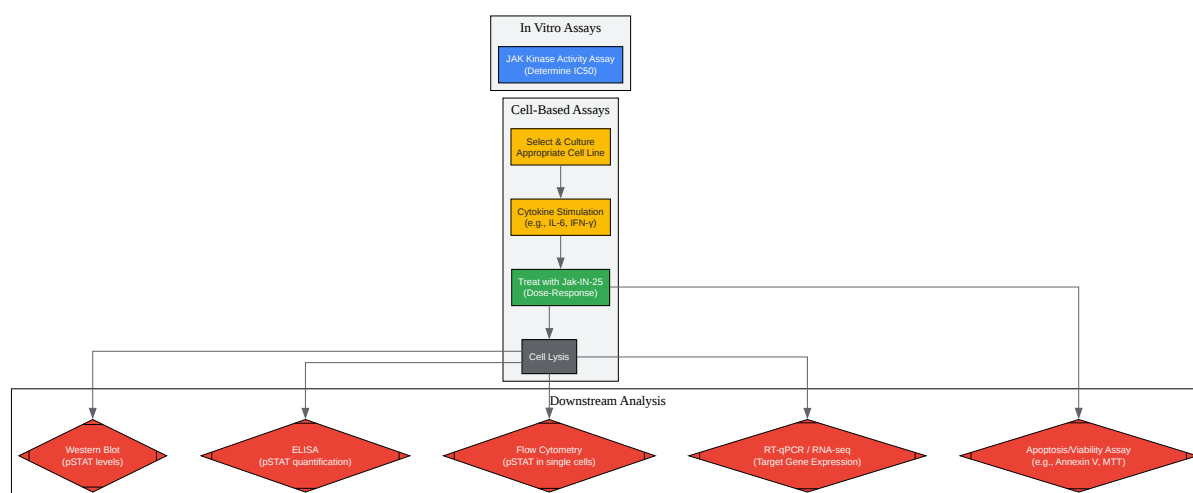 In Vitro Assays
JAK Kinase Activity Assay
(Determine IC50)
Cell-Based Assays
Select & Culture
Appropriate Cell Line
Cytokine Stimulation
(e.g., IL-6, IFN-γ)
Treat with Jak-IN-25
(Dose-Response)
Cell Lysis
Downstream Analysis
Western Blot
(pSTAT levels)
ELISA
(pSTAT quantification)
Flow Cytometry
(pSTAT in single cells)
RT-qPCR / RNA-seq
(Target Gene Expression)
Apoptosis/Viability Assay
(e.g., Annexin V, MTT)